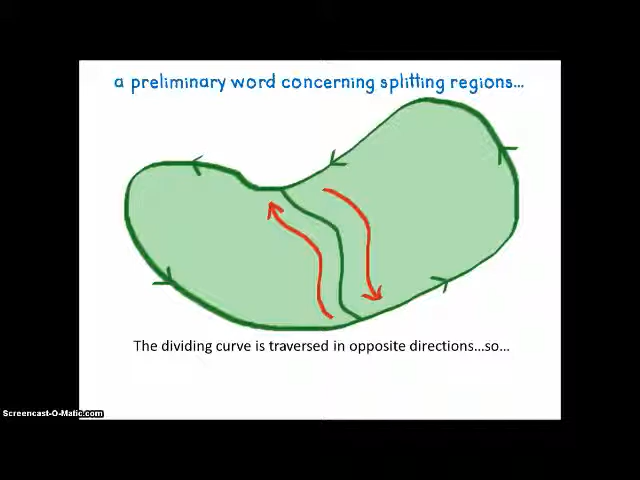 a preliminary word concerning splitting regions...
The dividing curve is traversed in opposite directions...so...
Screencast-O-Matic.com